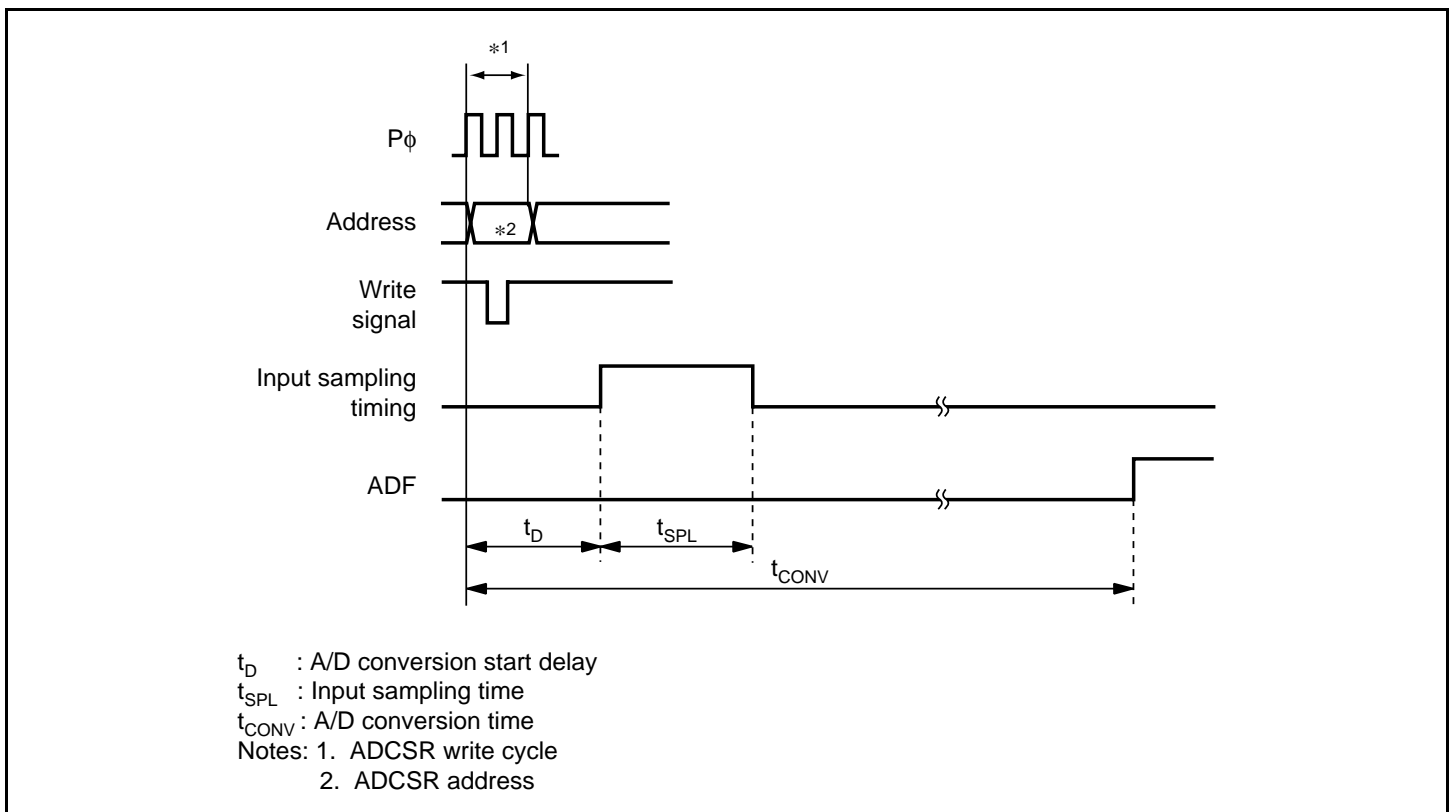 *1
Pφ
Address
*2
Write
signal
Input sampling
timing
ADF
tD
tSPL
tCONV
tD : A/D conversion start delay
tSPL : Input sampling time
tCONV : A/D conversion time
Notes: 1. ADCSR write cycle
2. ADCSR address